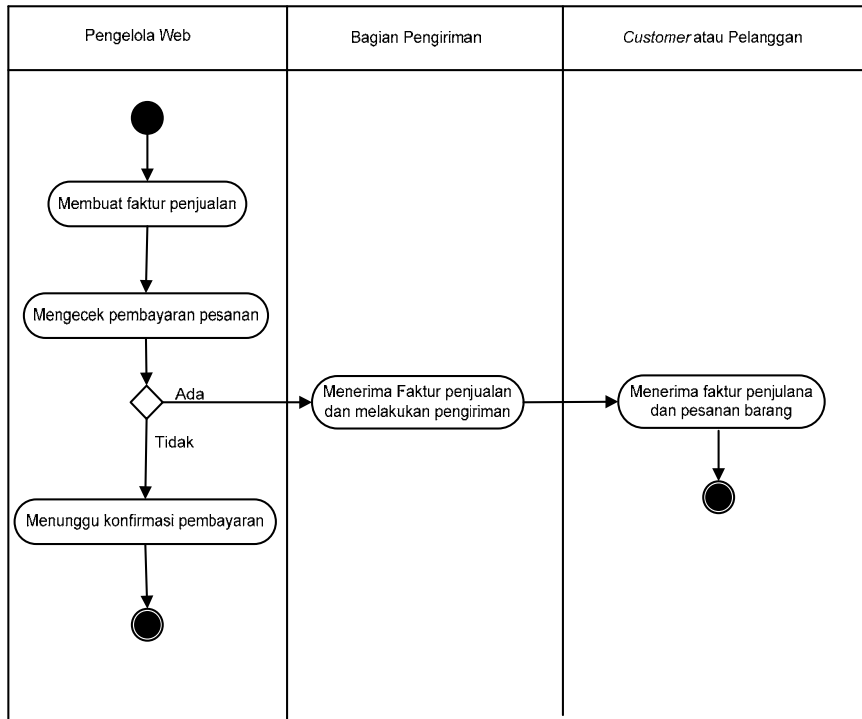 Pengelola Web
Bagian Pengiriman
Customer atau Pelanggan
Membuat faktur penjualan
Mengecek pembayaran pesanan
Ada
Menerima Faktur penjualan
dan melakukan pengiriman
Menerima faktur penjulana
dan pesanan barang
Tidak
Menunggu konfirmasi pembayaran